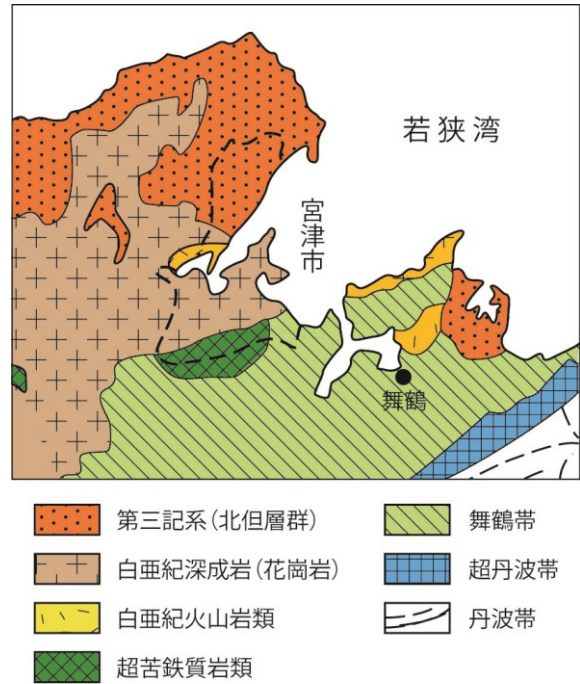 若狭湾
宮津市
舞鶴
第三記系(北但層群)
白亜紀深成岩(花崗岩)
白亜紀火山岩類
超苦鉄質岩類
舞鶴帯
超丹波帯
丹波帯